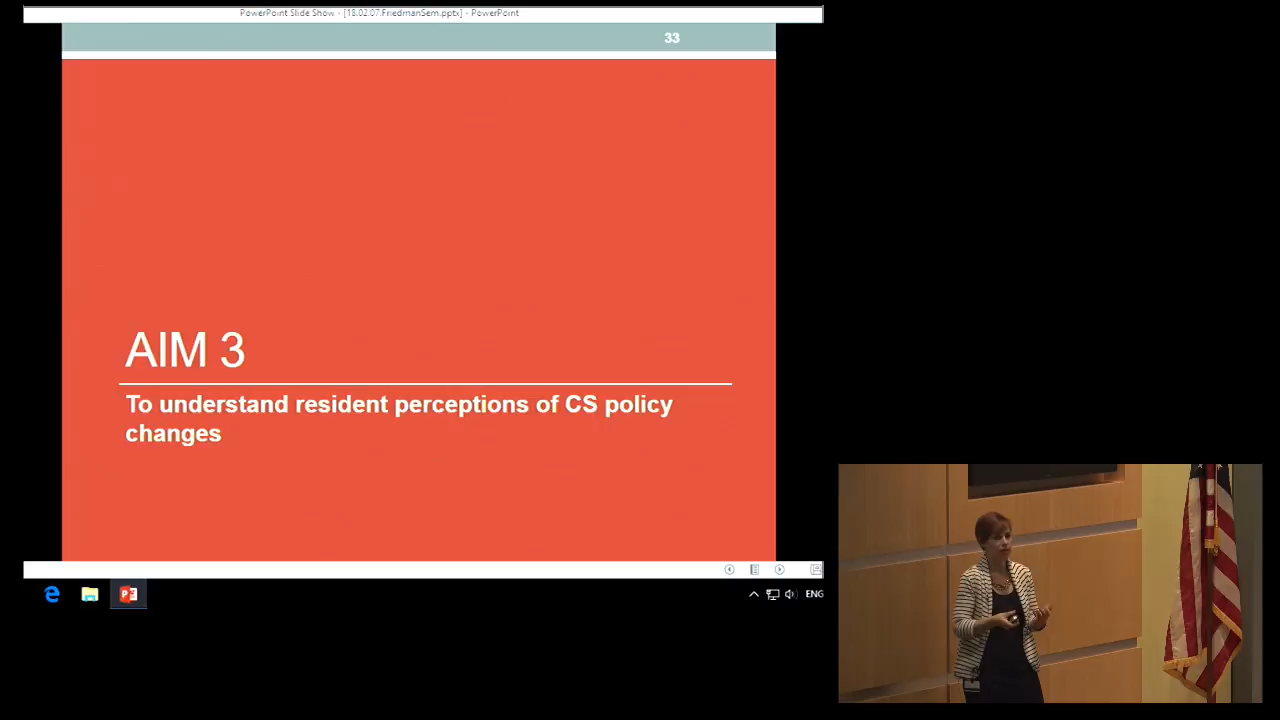 PowerPoint Slide Show - [18.02.07.FriedmanSem.pptx] - PowerPoint
33
AIM 3
To understand resident perceptions of CS policy
changes
ENG